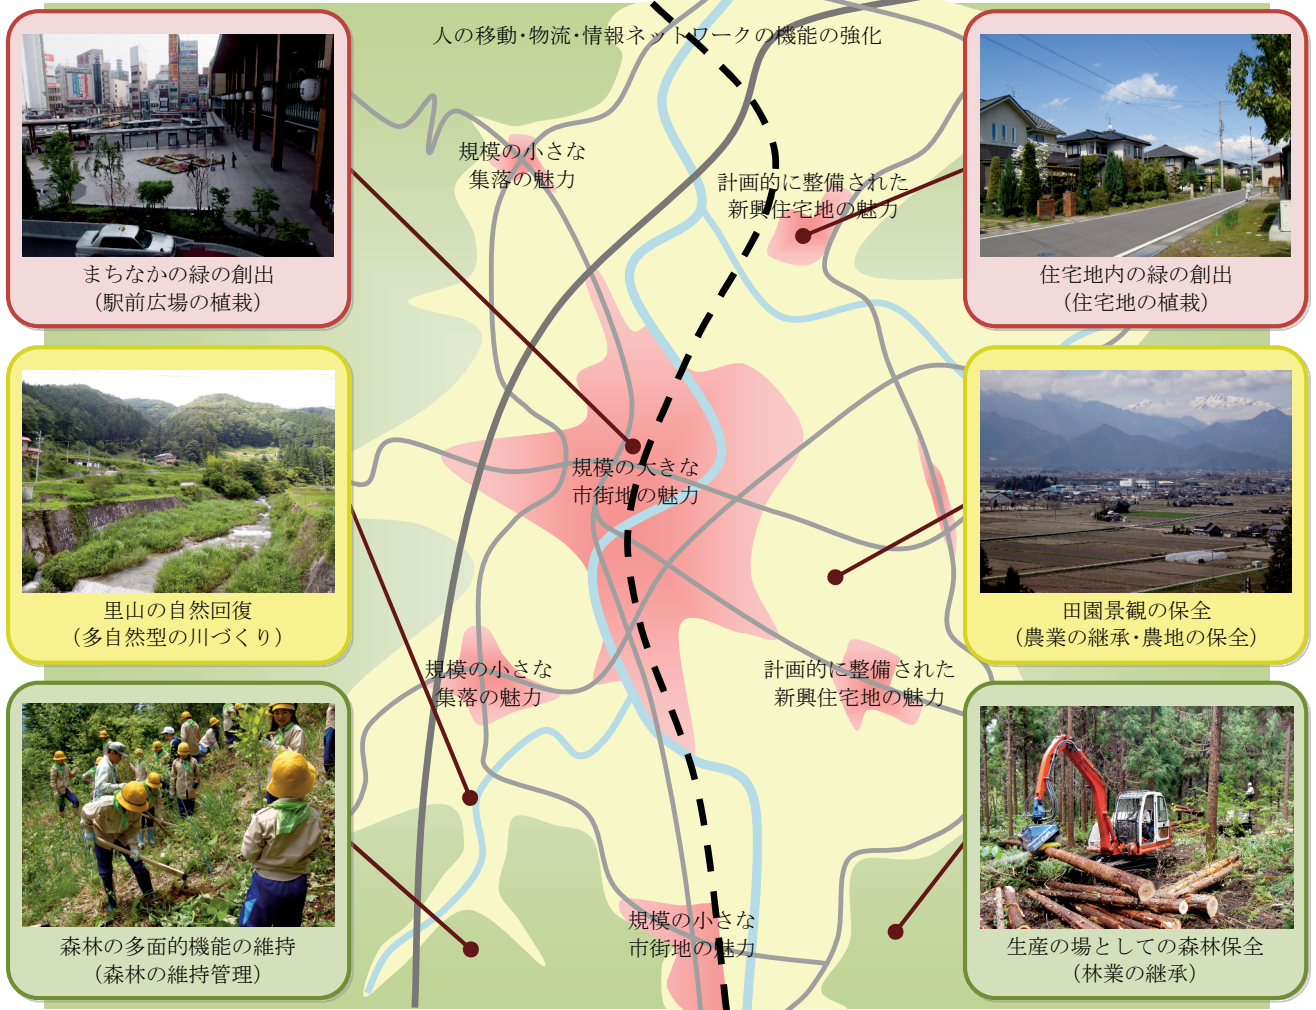 人の移動・物流・情報ネットワークの機能の強化
まちなかの緑の創出
（駅前広場の植栽）
規模の小さな
集落の魅力
計画的に整備された
新興住宅地の魅力
住宅地内の緑の創出
（住宅地の植栽）
規模の大きな
市街地の魅力
里山の自然回復
（多自然型の川づくり）
田園景観の保全
（農業の継承・農地の保全）
規模の小さな
集落の魅力
計画的に整備された
新興住宅地の魅力
規模の小さな
市街地の魅力
森林の多面的機能の維持
（森林の維持管理）
生産の場としての森林保全
（林業の継承）